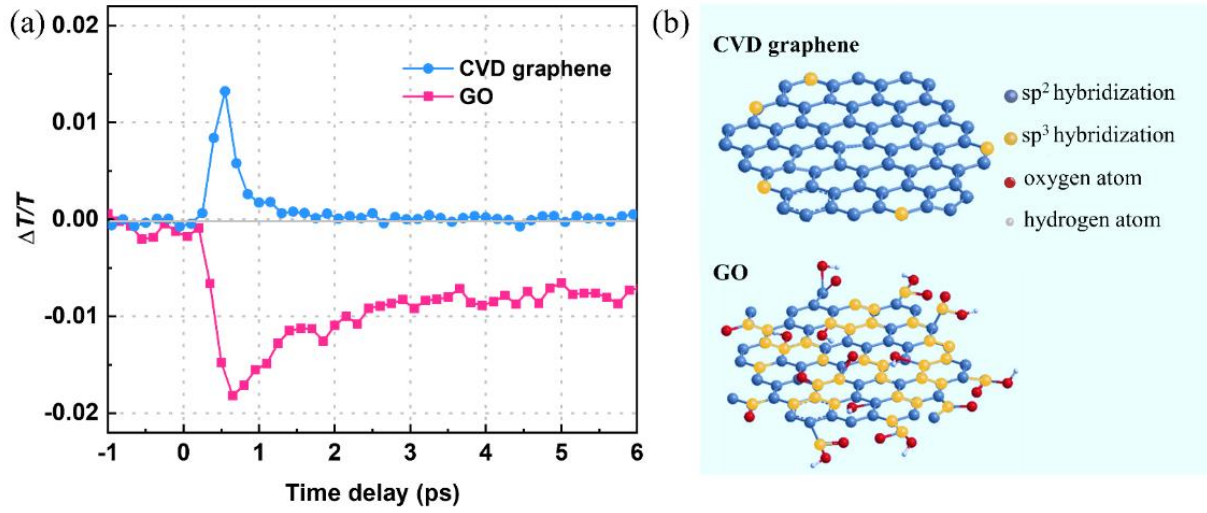 (a)
0.02
0.01
0.00
-0.01
-0.02
ΔT/T
CVD graphene
GO
-1 0 1 2 3 4 5 6
Time delay (ps)
(b)
CVD graphene
sp² hybridization
sp³ hybridization
oxygen atom
hydrogen atom
GO